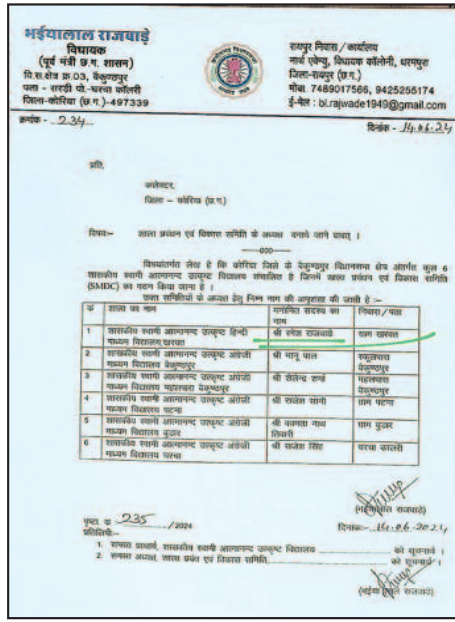 भईयालाल राजवाड़े
विधायक
(पूर्व मंत्री छ.ग. शासन)
वि.स.क्षेत्र क्र.03, बैकुण्ठपुर
पता - सरडी पो.-चरचा कॉलरी
जिला-कोरिया (छ.ग.)-497339
रायपुर निवास / कार्यालय
नार्थ एवेन्यु, विधायक कॉलोनी, धरमपुरा
जिला-रायपुर (छ.ग.)
मोबा. 7489017566, 9425255174
ई-मेल : bl.rajwade1949@gmail.com
क्रमांक - 234
दिनांक - 14.06.24
प्रति,
कलेक्टर,
जिला – कोरिया (छ.ग.)
विषय:– शाला प्रबंधन एवं विकास समिति के अध्यक्ष बनाये जाने बाबत् ।
—000—
विषयांतर्गत लेख है कि कोरिया जिले के बैकुण्ठपुर विधानसभा क्षेत्र अंतर्गत कुल 6
शासकीय स्वामी आत्मानन्द उत्कृष्ट विद्यालय संचालित है जिनमें शाला प्रबंधन एवं विकास समिति
(SMDC) का गठन किया जाना है ।
उक्त समितियों के अध्यक्ष हेतु निम्न नाम की अनुशंसा की जाती है :–
क्र शाला का नाम मनोनित सदस्य का नाम निवास / पता
1 शासकीय स्वामी आत्मानन्द उत्कृष्ट हिन्दी माध्यम विद्यालय,खरवत श्री रमेश राजवाड़े ग्राम खरवत
2 शासकीय स्वामी आत्मानन्द उत्कृष्ट अंग्रेजी माध्यम विद्यालय बैकुण्ठपुर श्री भानु पाल स्कूलपारा बैकुण्ठपुर
3 शासकीय स्वामी आत्मानन्द उत्कृष्ट अंग्रेजी माध्यम विद्यालय महलपारा बैकुण्ठपुर श्री शैलेन्द्र शर्मा महलपारा बैकुण्ठपुर
4 शासकीय स्वामी आत्मानन्द उत्कृष्ट अंग्रेजी माध्यम विद्यालय पटना श्री राजेश सोनी ग्राम पटना
5 शासकीय स्वामी आत्मानन्द उत्कृष्ट अंग्रेजी माध्यम विद्यालय बुडार श्री नाथ तिवारी ग्राम बुडार
6 शासकीय स्वामी आत्मानन्द उत्कृष्ट अंग्रेजी माध्यम विद्यालय चरचा श्री राजेश सिंह चरचा कालरी
(भईयालाल राजवाड़े)
पृष्ठा. क्र. 235 /2024
दिनांक:– 14.06.2024
प्रतिलिपि:–
1. समस्त प्राचार्य, शासकीय स्वामी आत्मानन्द उत्कृष्ट विद्यालय को सूचनार्थ ।
2. समस्त अध्यक्ष, शाला प्रबंध एवं विकास समिति, को सूचनार्थ ।
(भईयालाल राजवाड़े)